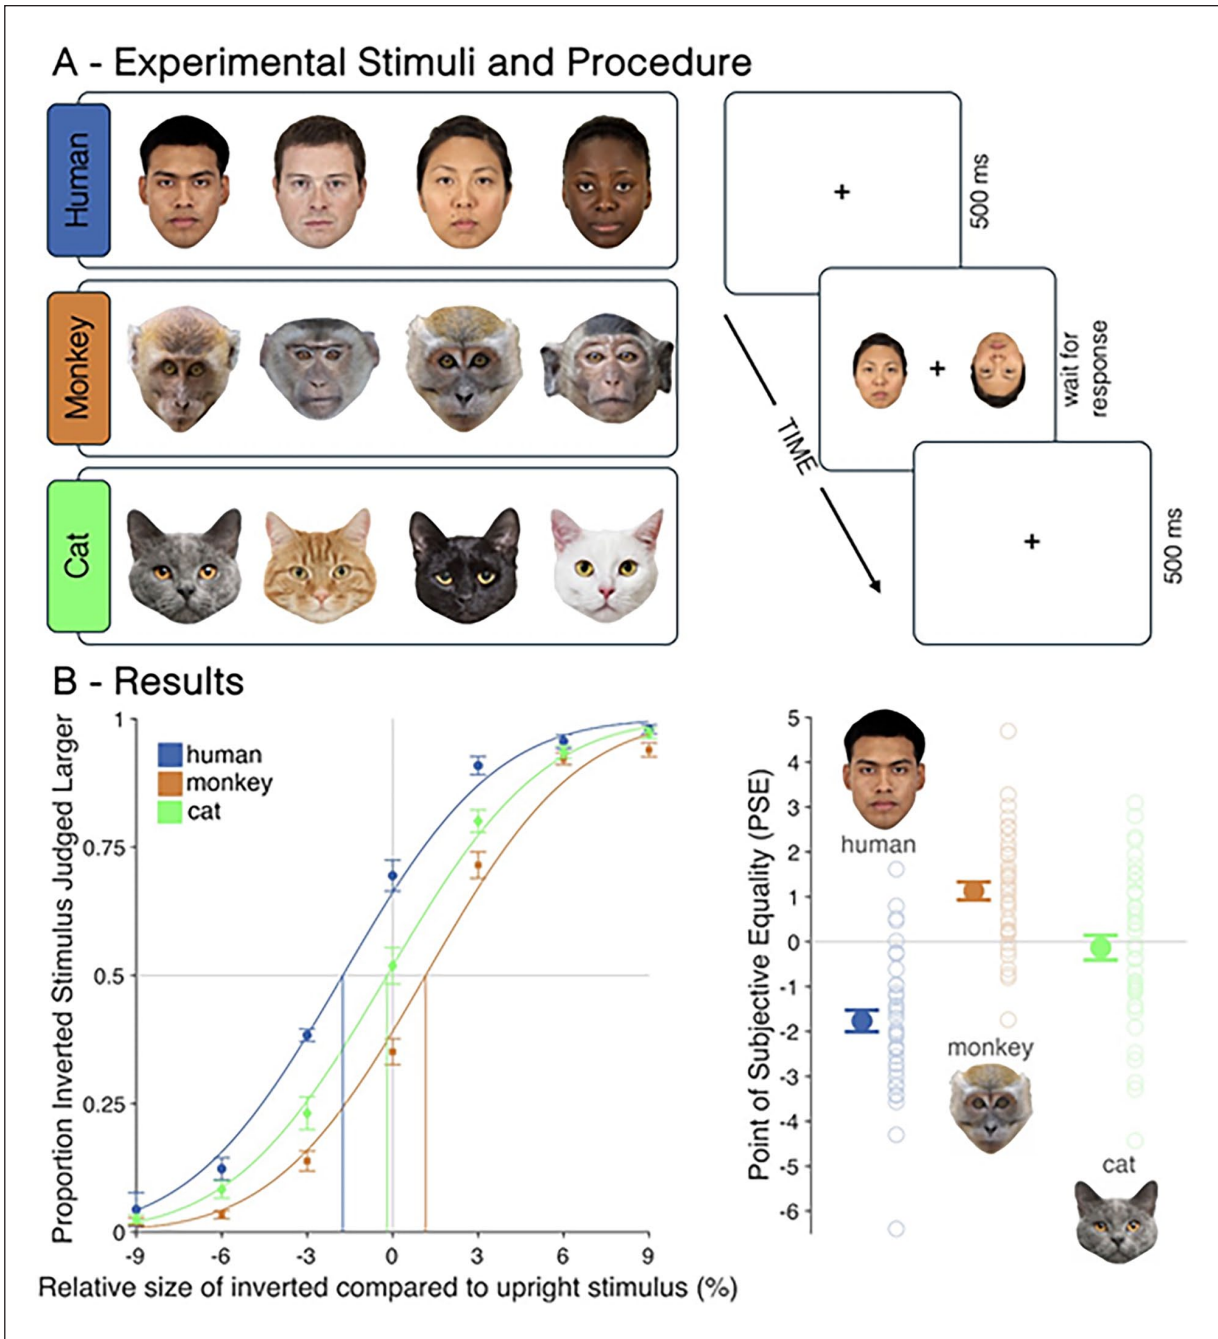 A - Experimental Stimuli and Procedure
Human
Monkey
Cat
+
500 ms
+
wait for
response
+
500 ms
TIME
B - Results
Proportion Inverted Stimulus Judged Larger
1
0.75
0.5
0.25
0
human
monkey
cat
-9
-6
-3
0
3
6
9
Relative size of inverted compared to upright stimulus (%)
Point of Subjective Equality (PSE)
5
4
3
2
1
0
-1
-2
-3
-4
-5
-6
human
monkey
cat